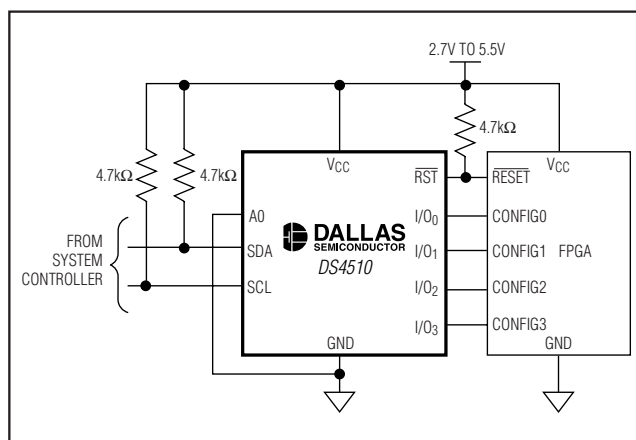 2.7V TO 5.5V
4.7kΩ
4.7kΩ
4.7kΩ
VCC
RST
RESET
VCC
A0
I/O0
CONFIG0
FROM
SYSTEM
CONTROLLER
SDA
DALLAS
SEMICONDUCTOR
DS4510
I/O1
CONFIG1
FPGA
SCL
I/O2
CONFIG2
I/O3
CONFIG3
GND
GND